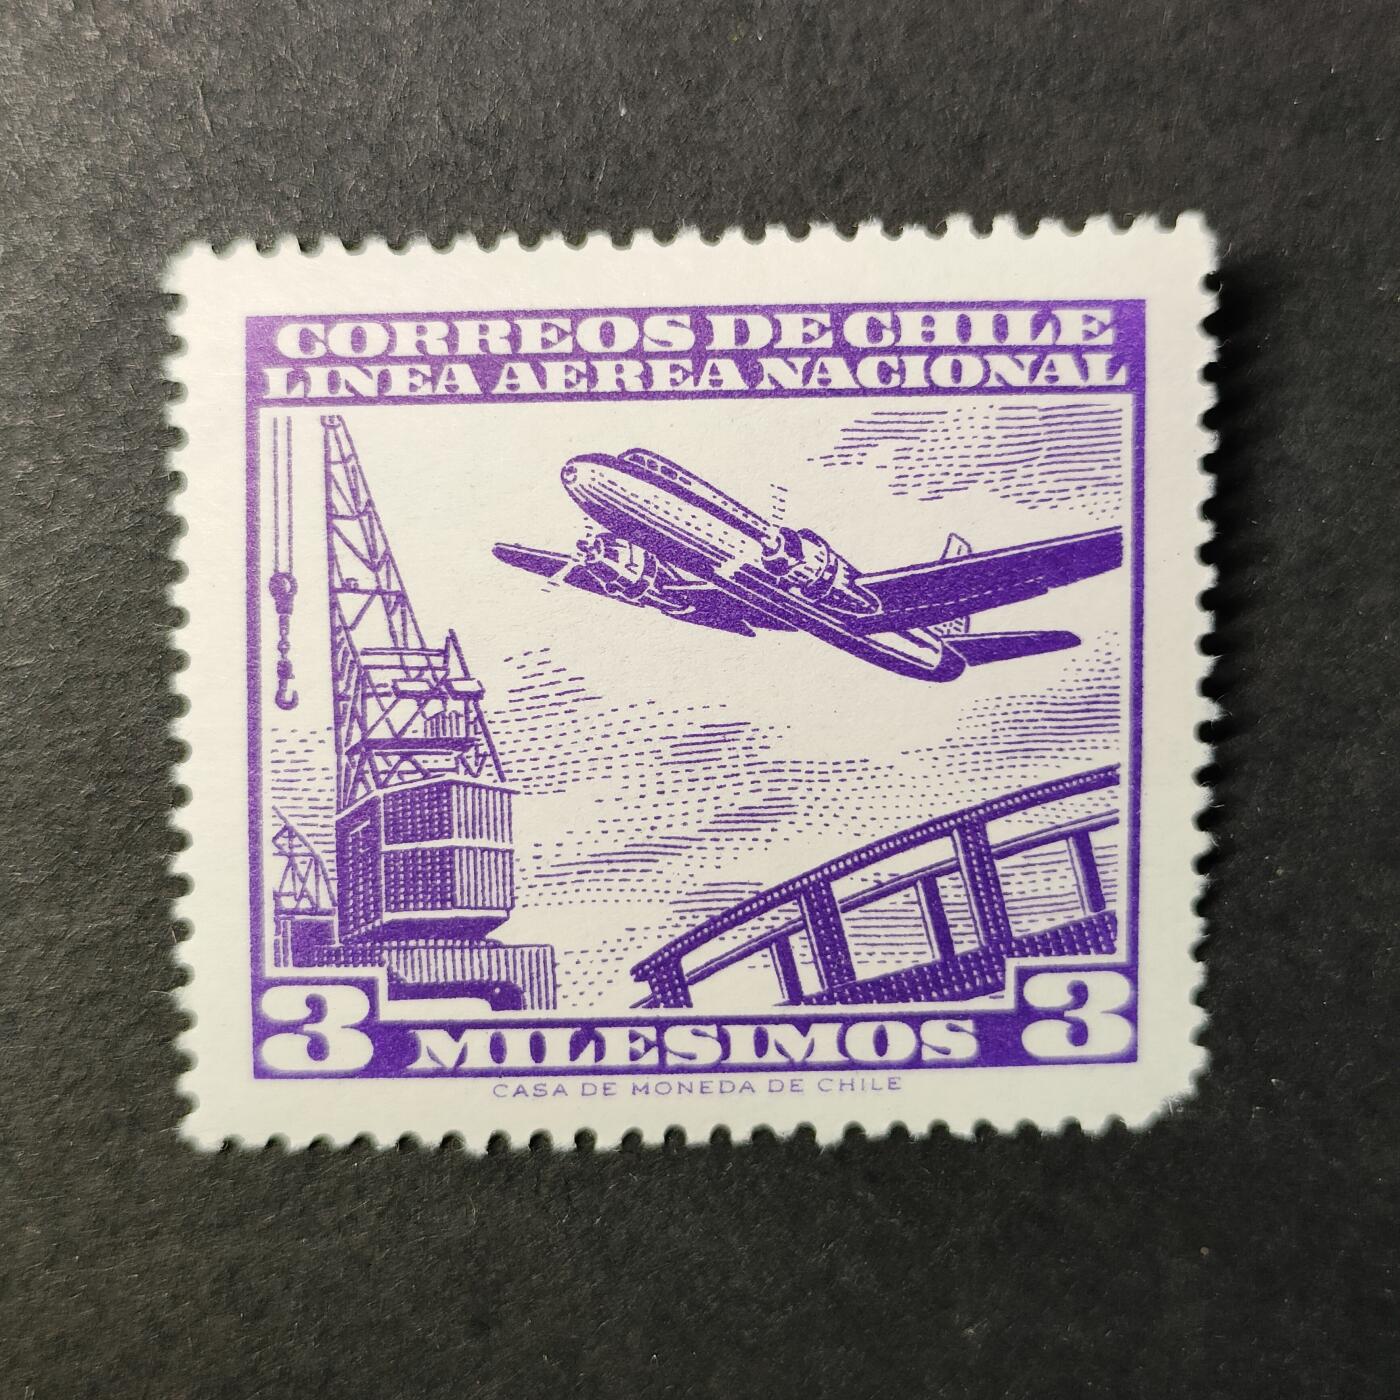 CORREOS DE CHILE
LINEA AEREA NACIONAL
3 MILESIMOS 3
CASA DE MONEDA DE CHILE